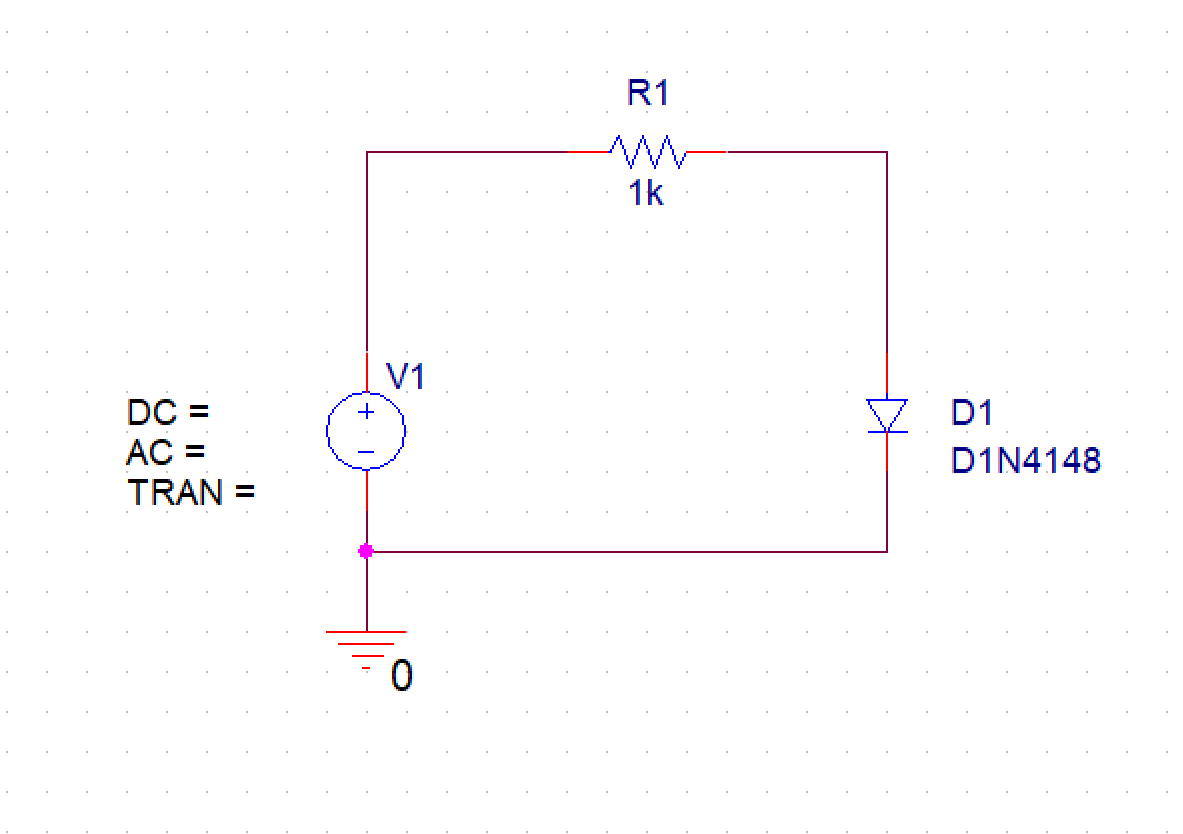 R1
1k
V1
+
−
DC =
AC =
TRAN =
D1
D1N4148
0